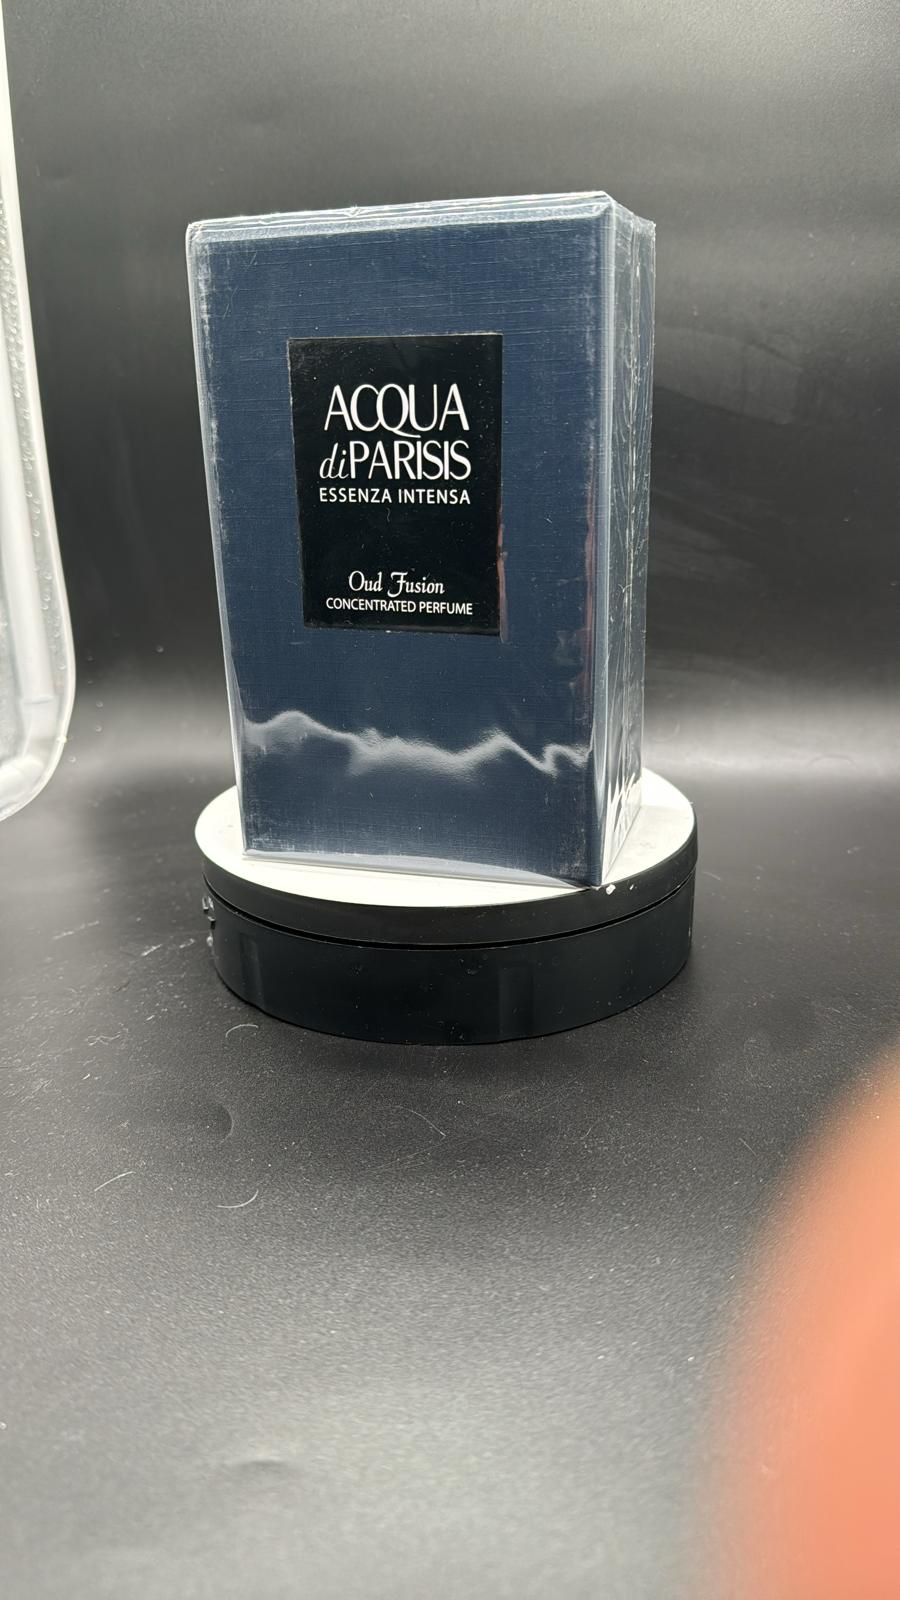 ACQUA
diPARISIS
ESSENZA INTENSA
Oud Fusion
CONCENTRATED PERFUME